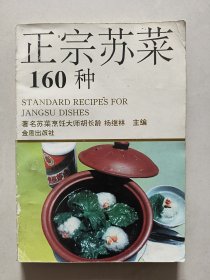 正宗苏菜
160种
STANDARD RECIPES FOR
JANGSU DISHES
著名苏菜烹饪大师胡长龄 杨继林 主编
金盾出版社